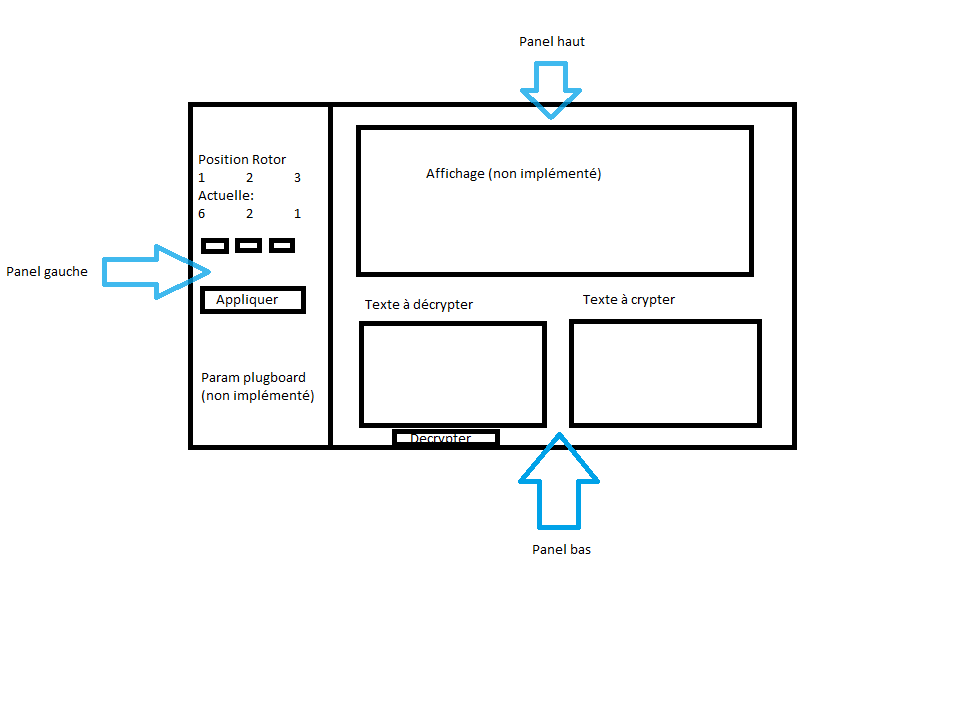 Panel haut
Position Rotor
1 2 3
Actuelle:
6 2 1
Affichage (non implémenté)
Panel gauche
Appliquer
Texte à décrypter
Texte à crypter
Param plugboard
(non implémenté)
Decrypter
Panel bas